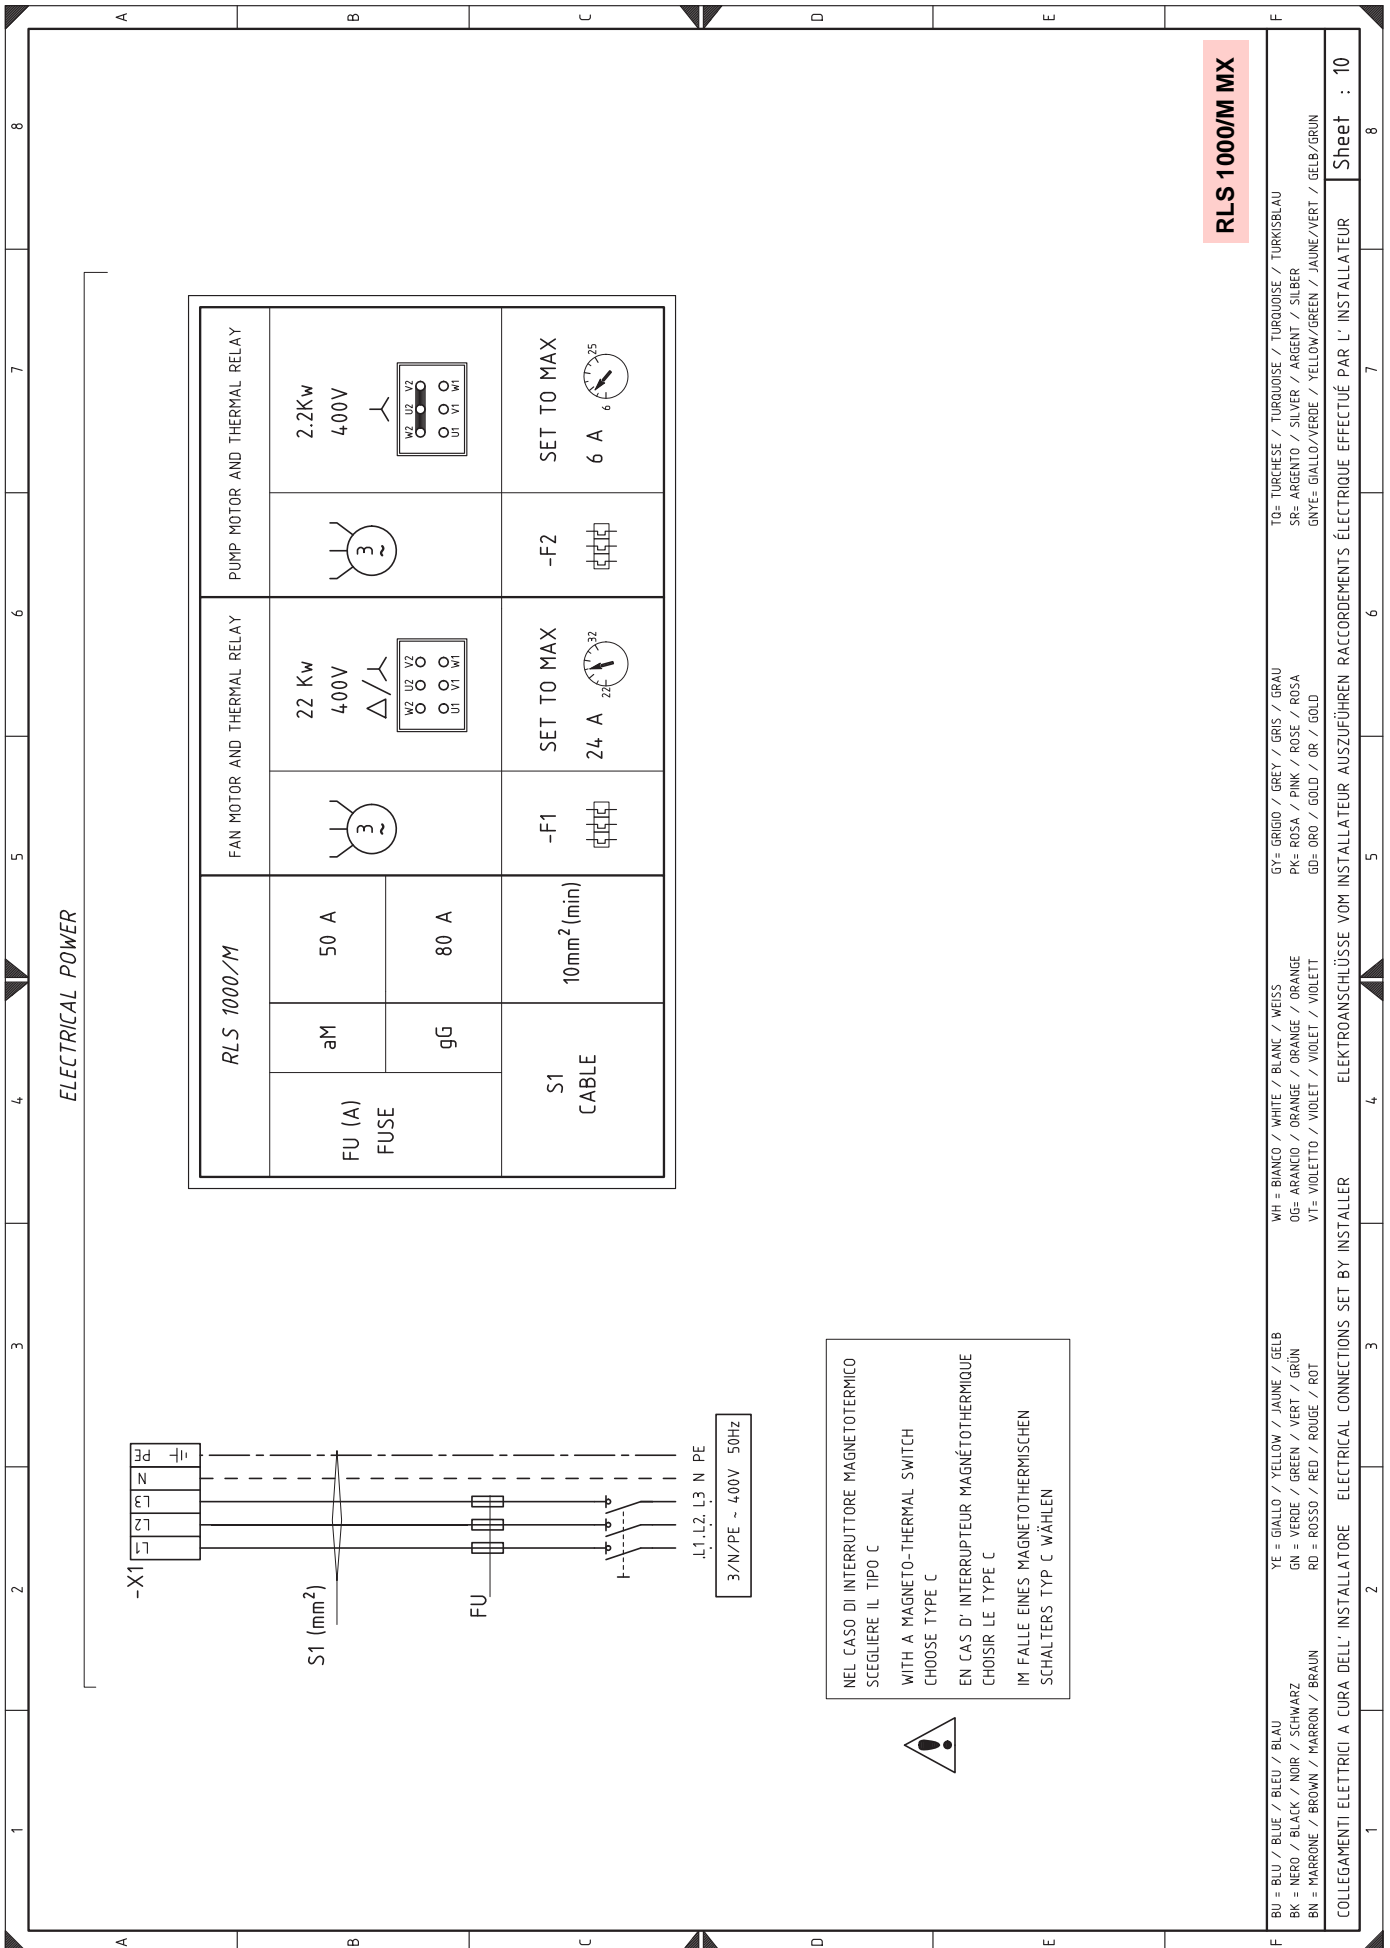 1 2 3 4 5 6 7 8
A
B
C
D
E
F
ELECTRICAL POWER
-X1
L1 L2 L3 N PE
S1 (mm²)
FU
.L1.L2. L3 N PE
3/N/PE ~ 400V 50Hz
RLS 1000/M
FAN MOTOR AND THERMAL RELAY
PUMP MOTOR AND THERMAL RELAY
FU (A)
FUSE
aM
50 A
gG
80 A
3
~
22 Kw
400V
W2 U2 V2
U1 V1 W1
3
~
2.2Kw
400V
W2 U2 V2
U1 V1 W1
S1
CABLE
10mm² (min)
-F1
SET TO MAX
24 A
22 32
-F2
SET TO MAX
6 A
6 25
NEL CASO DI INTERRUTTORE MAGNETOTERMICO
SCEGLIERE IL TIPO C
WITH A MAGNETO-THERMAL SWITCH
CHOOSE TYPE C
EN CAS D' INTERRUPTEUR MAGNÉTOTHERMIQUE
CHOISIR LE TYPE C
IM FALLE EINES MAGNETOTHERMISCHEN
SCHALTERS TYP C WÄHLEN
RLS 1000/M MX
BU = BLU / BLUE / BLEU / BLAU
BK = NERO / BLACK / NOIR / SCHWARZ
BN = MARRONE / BROWN / MARRON / BRAUN
YE = GIALLO / YELLOW / JAUNE / GELB
GN = VERDE / GREEN / VERT / GRÜN
RD = ROSSO / RED / ROUGE / ROT
WH = BIANCO / WHITE / BLANC / WEISS
OG= ARANCIO / ORANGE / ORANGE / ORANGE
VT= VIOLETTO / VIOLET / VIOLET / VIOLETT
GY= GRIGIO / GREY / GRIS / GRAU
PK= ROSA / PINK / ROSE / ROSA
GD= ORO / GOLD / OR / GOLD
TQ= TURCHESE / TURQUOISE / TURQUOISE / TURKISBLAU
SR= ARGENTO / SILVER / ARGENT / SILBER
GNYE= GIALLO/VERDE / YELLOW/GREEN / JAUNE/VERT / GELB/GRUN
COLLEGAMENTI ELETTRICI A CURA DELL' INSTALLATORE ELECTRICAL CONNECTIONS SET BY INSTALLER ELEKTROANSCHLÜSSE VOM INSTALLATEUR AUSZUFÜHREN RACCORDEMENTS ÉLECTRIQUE EFFECTUÉ PAR L' INSTALLATEUR
Sheet : 10
1 2 3 4 5 6 7 8
A
B
C
D
E
F